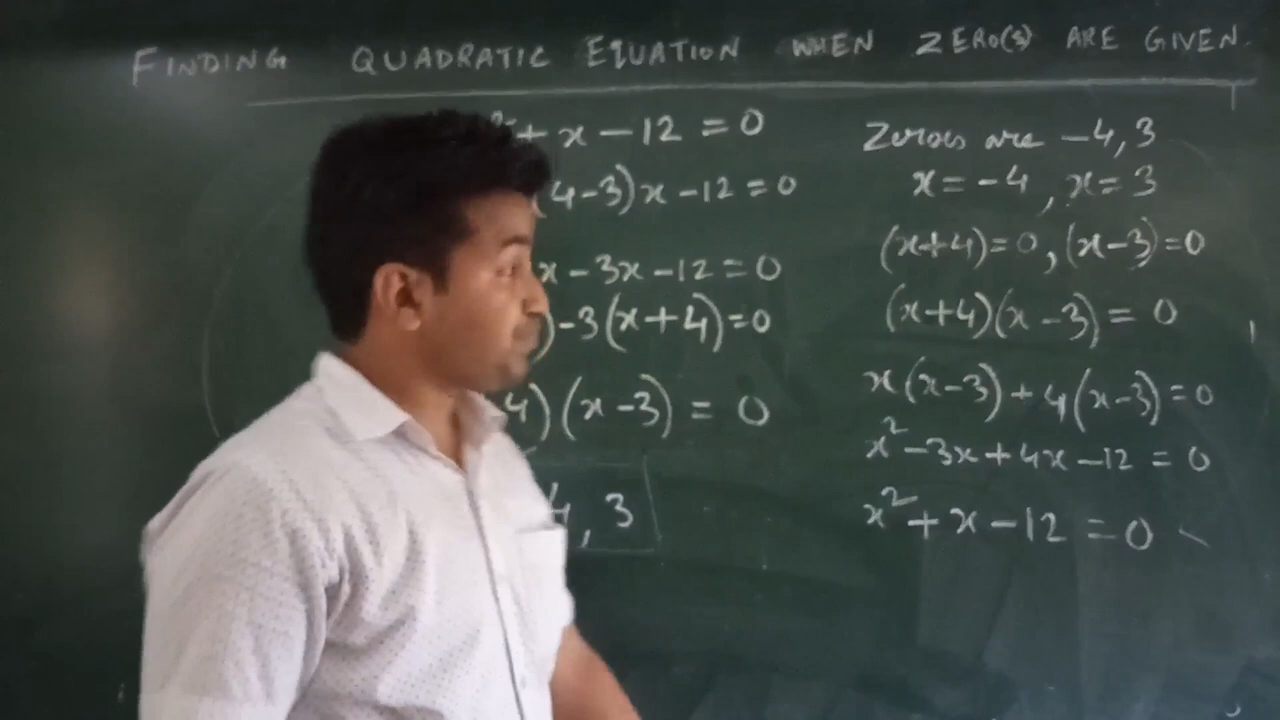 FINDING QUADRATIC EQUATION WHEN ZERO(S) ARE GIVEN.
²+x-12=0
(4-3)x-12=0
x-3x-12=0
)-3(x+4)=0
4)(x-3)=0
4, 3
Zeroes are -4, 3
x=-4, x=3
(x+4)=0, (x-3)=0
(x+4)(x-3)=0
x(x-3)+4(x-3)=0
x²-3x+4x-12=0
x²+x-12=0